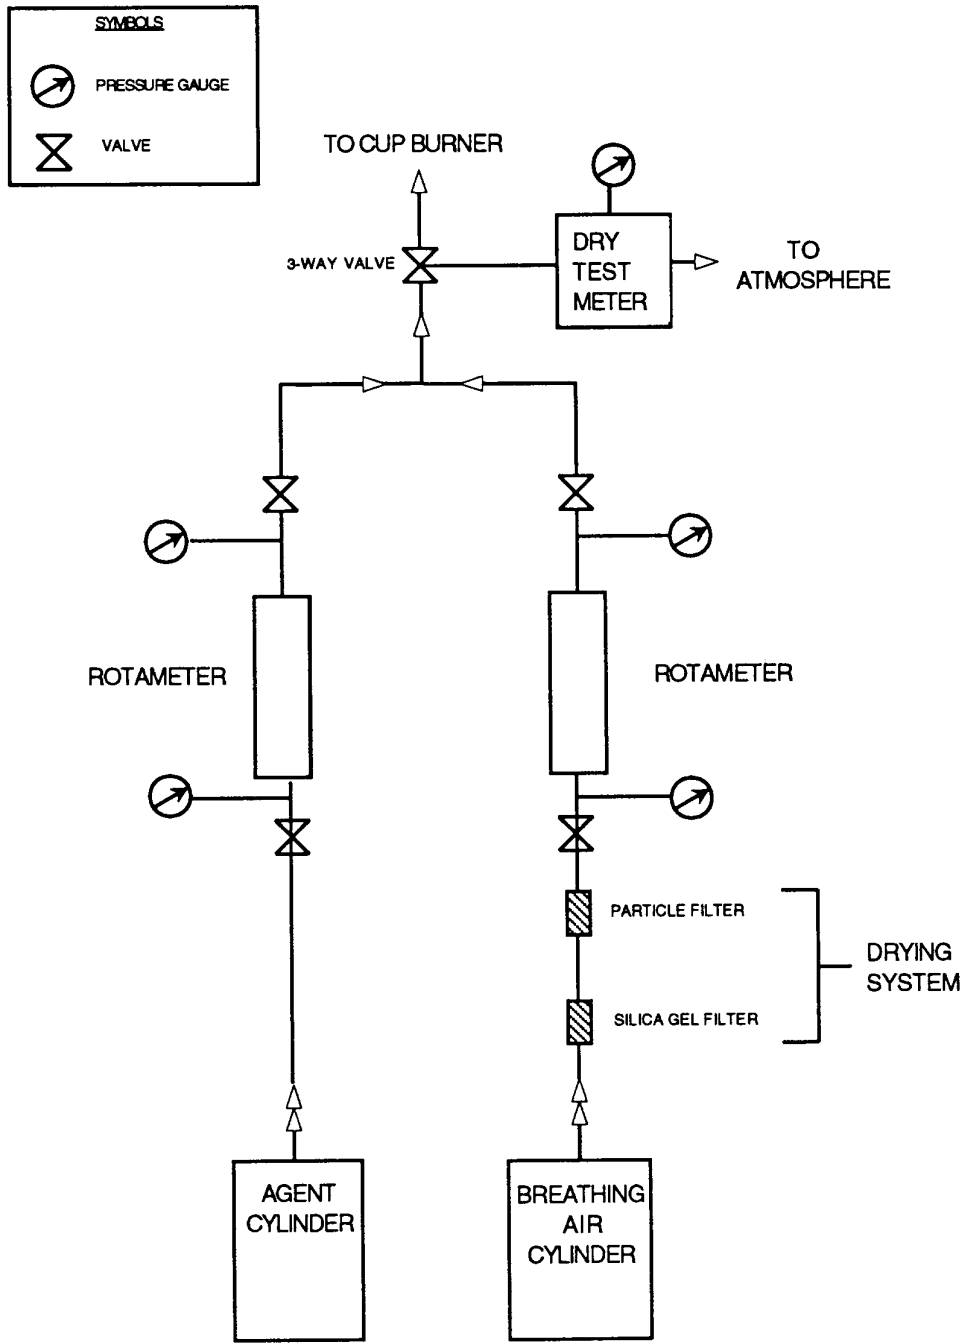 SYMBOLS
PRESSURE GAUGE
VALVE
TO CUP BURNER
3-WAY VALVE
DRY
TEST
METER
TO
ATMOSPHERE
ROTAMETER
ROTAMETER
PARTICLE FILTER
DRYING
SYSTEM
SILICA GEL FILTER
AGENT
CYLINDER
BREATHING
AIR
CYLINDER